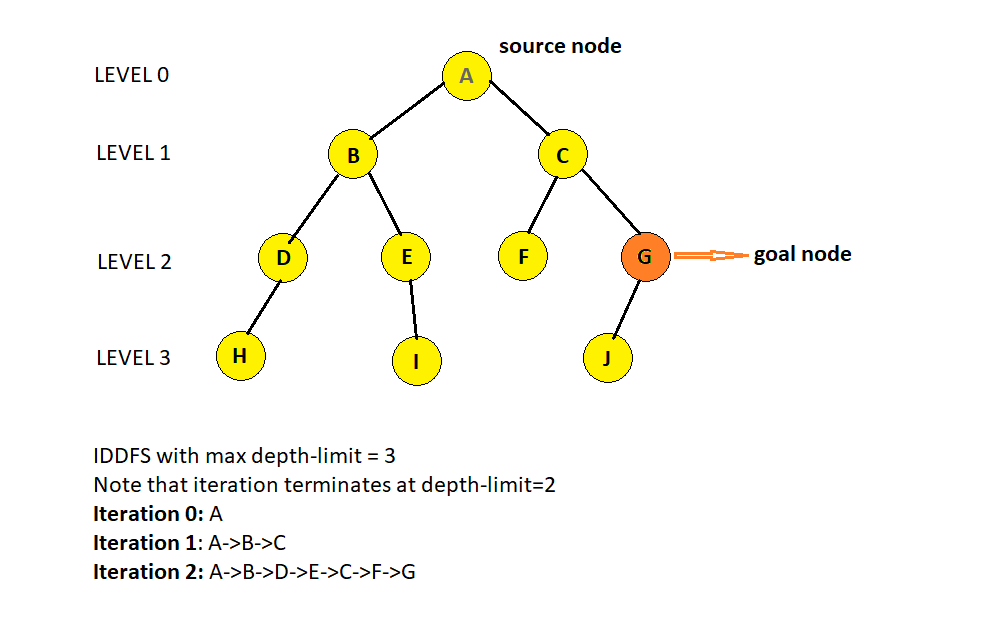 source node
LEVEL 0
A
LEVEL 1
B
C
LEVEL 2
D
E
F
G
goal node
LEVEL 3
H
I
J
IDDFS with max depth-limit = 3
Note that iteration terminates at depth-limit=2
Iteration 0: A
Iteration 1: A->B->C
Iteration 2: A->B->D->E->C->F->G